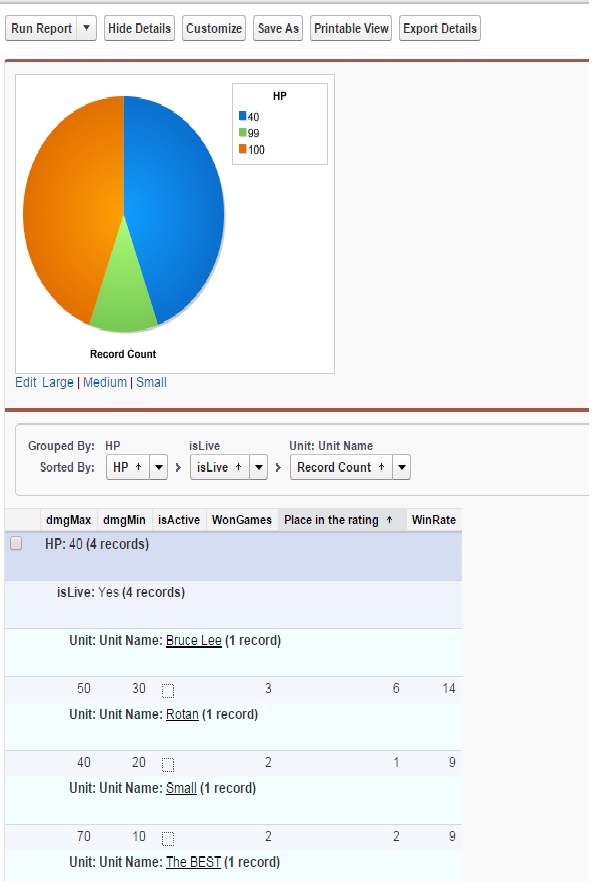 Run Report Hide Details Customize Save As Printable View Export Details
HP
40
99
100
Record Count
Edit Large | Medium | Small
Grouped By: HP isLive Unit: Unit Name
Sorted By: HP ↑ > isLive ↑ > Record Count ↑
dmgMax dmgMin isActive WonGames Place in the rating ↑ WinRate
HP: 40 (4 records)
isLive: Yes (4 records)
Unit: Unit Name: Bruce Lee (1 record)
50 30 3 6 14
Unit: Unit Name: Rotan (1 record)
40 20 2 1 9
Unit: Unit Name: Small (1 record)
70 10 2 2 9
Unit: Unit Name: The BEST (1 record)